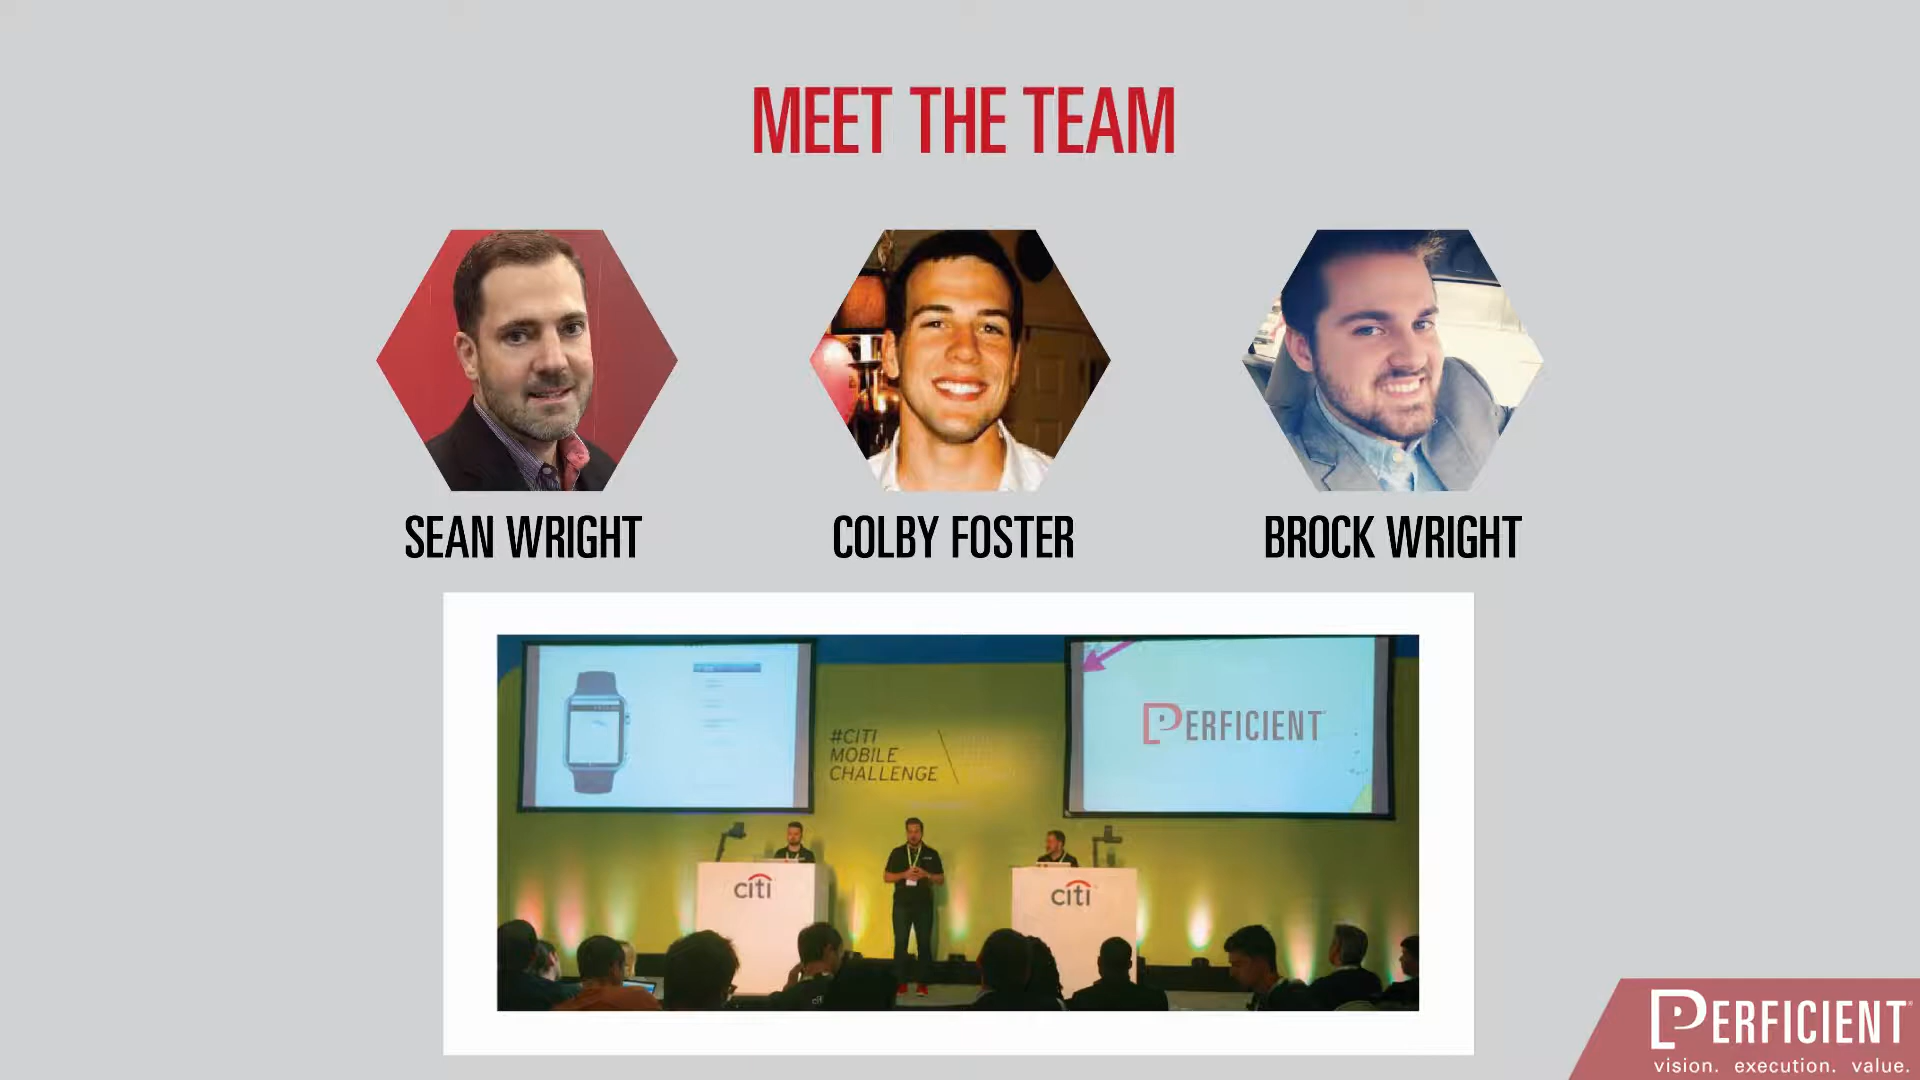 MEET THE TEAM
SEAN WRIGHT
COLBY FOSTER
BROCK WRIGHT
PERFICIENT
#CITI
MOBILE
CHALLENGE
citi
citi
PERFICIENT
vision. execution. value.